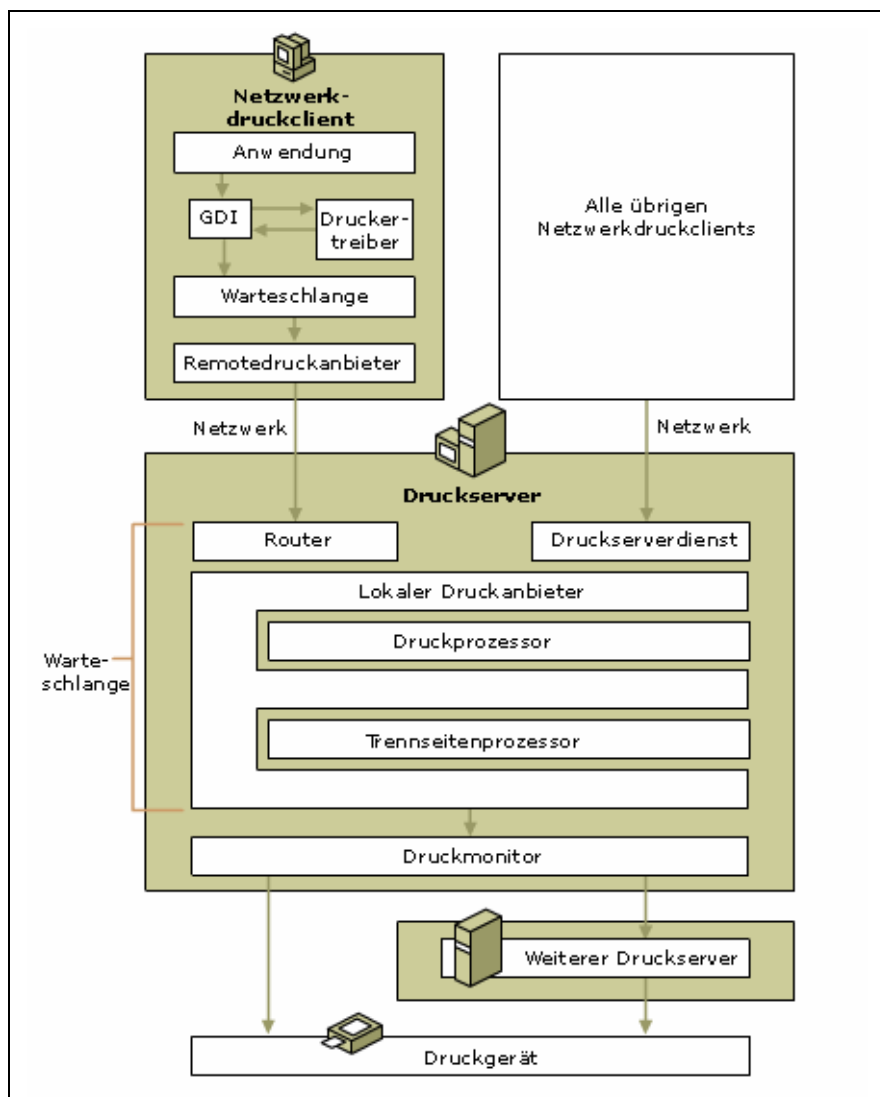 Netzwerk-
druckclient
Anwendung
GDI
Drucker-
treiber
Warteschlange
Remotedruckanbieter
Alle übrigen
Netzwerkdruckclients
Netzwerk
Netzwerk
Druckserver
Router
Druckserverdienst
Lokaler Druckanbieter
Druckprozessor
Warte-
schlange
Trennseitenprozessor
Druckmonitor
Weiterer Druckserver
Druckgerät